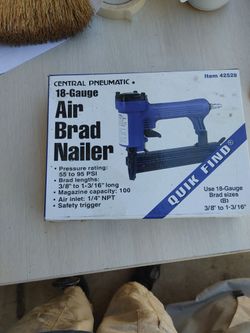 CENTRAL PNEUMATIC
Item 42528
18-Gauge
Air
Brad
Nailer
• Pressure rating:
55 to 95 PSI
• Brad lengths:
3/8" to 1-3/16" long
• Magazine capacity: 100
• Air inlet: 1/4" NPT
• Safety trigger
QUIK FIND
Use 18-Gauge
Brad sizes
(B)
3/8" to 1-3/16"